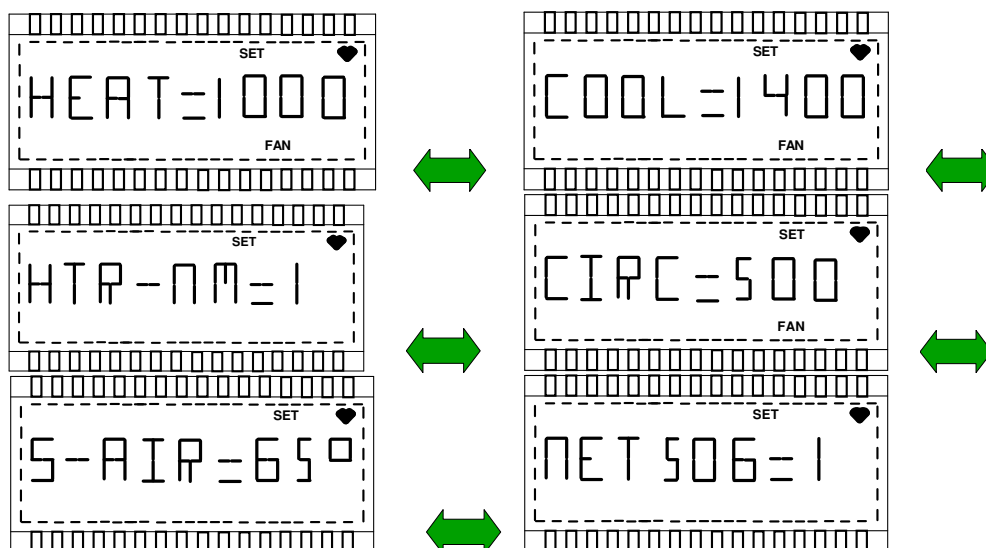 SET
HEAT=1000
FAN
SET
COOL=1400
FAN
SET
HTR-NM=1
SET
CIRC=500
FAN
SET
S-AIR=65°
SET
NET 506=1